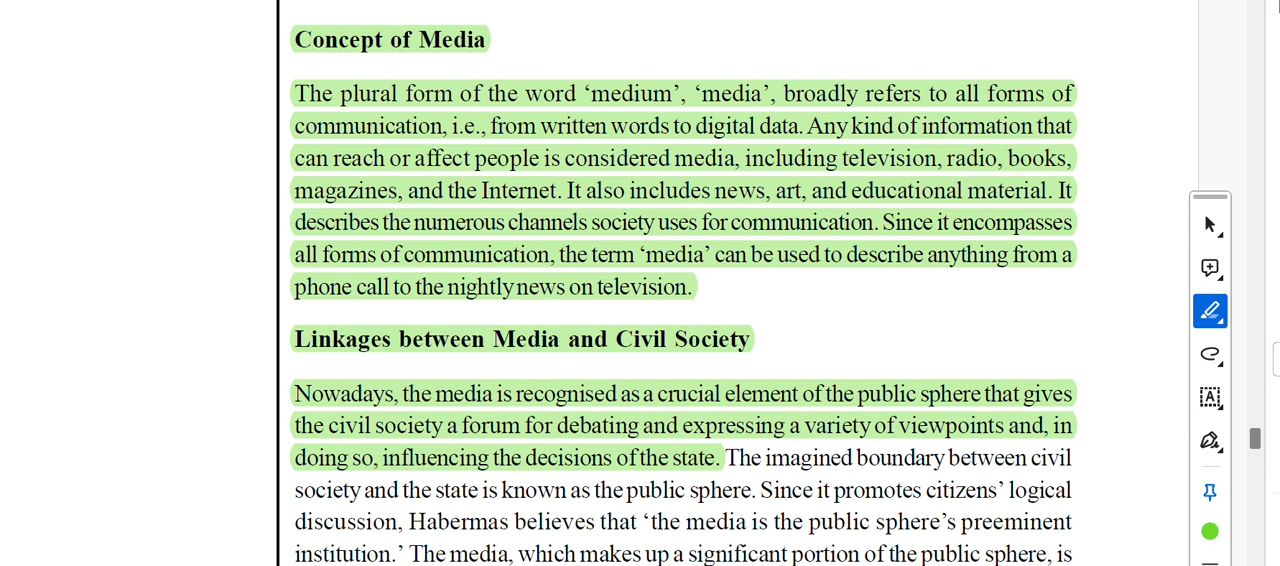 Concept of Media
The plural form of the word ‘medium’, ‘media’, broadly refers to all forms of
communication, i.e., from written words to digital data. Any kind of information that
can reach or affect people is considered media, including television, radio, books,
magazines, and the Internet. It also includes news, art, and educational material. It
describes the numerous channels society uses for communication. Since it encompasses
all forms of communication, the term ‘media’ can be used to describe anything from a
phone call to the nightly news on television.
Linkages between Media and Civil Society
Nowadays, the media is recognised as a crucial element of the public sphere that gives
the civil society a forum for debating and expressing a variety of viewpoints and, in
doing so, influencing the decisions of the state. The imagined boundary between civil
society and the state is known as the public sphere. Since it promotes citizens’ logical
discussion, Habermas believes that ‘the media is the public sphere’s preeminent
institution.’ The media, which makes up a significant portion of the public sphere, is